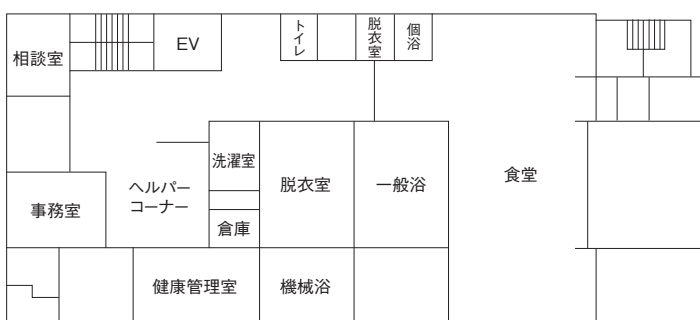 相談室
EV
トイレ
脱衣室
個浴
洗濯室
脱衣室
一般浴
食堂
ヘルパー
コーナー
事務室
倉庫
健康管理室
機械浴